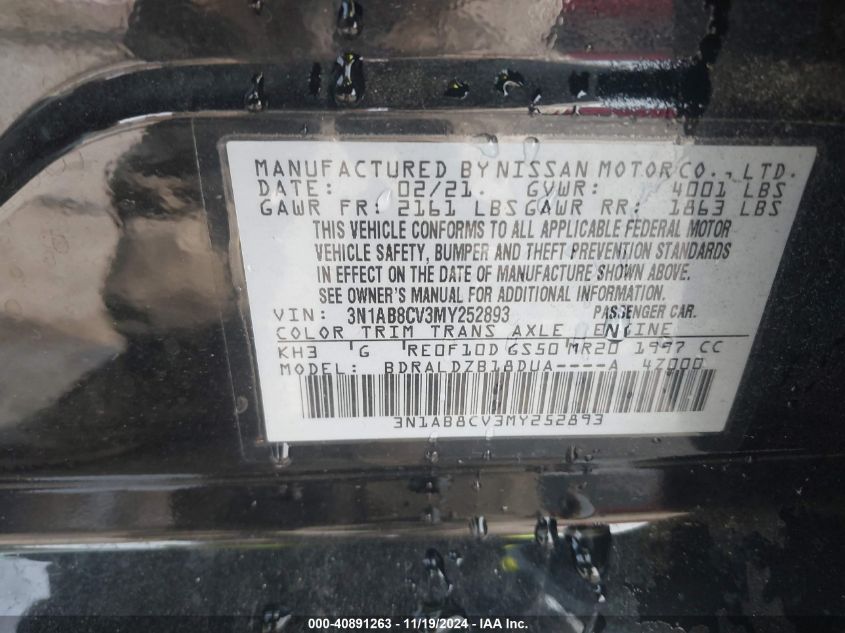 MANUFACTURED BY NISSAN MOTOR CO., LTD.
DATE: 02/21. GVWR: 4001 LBS
GAWR FR: 2161 LBS GAWR RR: 1863 LBS
THIS VEHICLE CONFORMS TO ALL APPLICABLE FEDERAL MOTOR
VEHICLE SAFETY, BUMPER AND THEFT PREVENTION STANDARDS
IN EFFECT ON THE DATE OF MANUFACTURE SHOWN ABOVE.
SEE OWNER'S MANUAL FOR ADDITIONAL INFORMATION.
VIN: 3N1AB8CV3MY252893 PASSENGER CAR.
COLOR TRIM TRANS AXLE ENGINE
KH3 G RE0F10D GS50 MR20 1997 CC
MODEL: BDRALDZB18DUA----A 4Z000
3N1AB8CV3MY252893
000-40891263 - 11/19/2024 - IAA Inc.